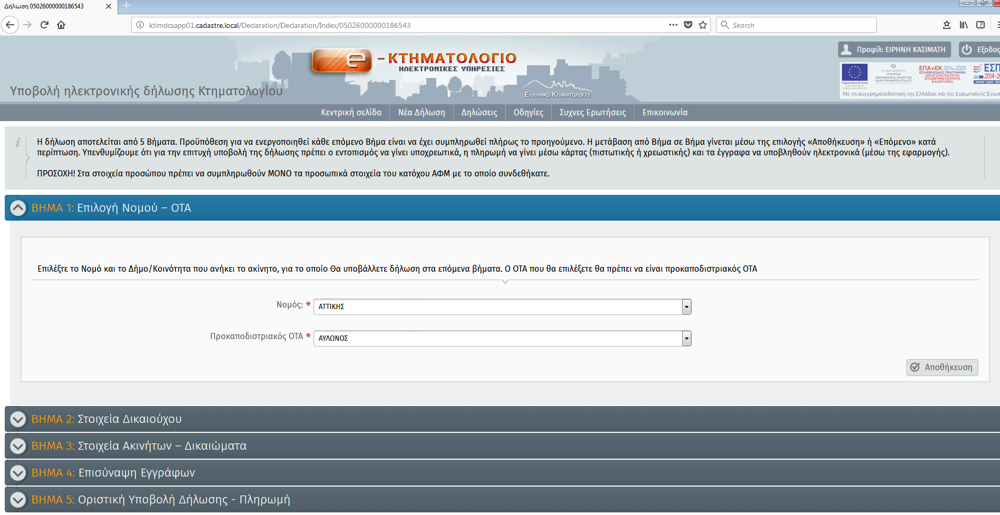 Δήλωση 05026000000186543
ktimdcsapp01.cadastre.local/Declaration/Declaration/Index/05026000000186543
Search
e - ΚΤΗΜΑΤΟΛΟΓΙΟ
ΗΛΕΚΤΡΟΝΙΚΕΣ ΥΠΗΡΕΣΙΕΣ
Προφίλ: ΕΙΡΗΝΗ ΚΑΣΙΜΑΤΗ
Εξοδος
Υποβολή ηλεκτρονικής δήλωσης Κτηματολογίου
ΕΛΛΗΝΙΚΟ ΚΤΗΜΑΤΟΛΟΓΙΟ
Ευρωπαϊκή Ένωση
ΕΠΑνΕΚ 2014-2020
ΕΠΙΧΕΙΡΗΣΙΑΚΟ ΠΡΟΓΡΑΜΜΑ
ΑΝΤΑΓΩΝΙΣΤΙΚΟΤΗΤΑ
ΕΠΙΧΕΙΡΗΜΑΤΙΚΟΤΗΤΑ
ΚΑΙΝΟΤΟΜΙΑ
ΕΣΠ
2014-20
Με τη συγχρηματοδότηση της Ελλάδας και της Ευρωπαϊκής Ένωσ
Κεντρική σελίδα
Νέα Δήλωση
Δηλώσεις
Οδηγίες
Συχνες Ερωτήσεις
Επικοινωνία
Η δήλωση αποτελείται από 5 Βήματα. Προϋπόθεση για να ενεργοποιηθεί κάθε επόμενο Βήμα είναι να έχει συμπληρωθεί πλήρως το προηγούμενο. Η μετάβαση από Βήμα σε Βήμα γίνεται μέσω της επιλογής «Αποθήκευση» ή «Επόμενο» κατά
περίπτωση. Υπενθυμίζουμε ότι για την επιτυχή υποβολή της δήλωσης πρέπει ο εντοπισμός να γίνει υποχρεωτικά, η πληρωμή να γίνει μέσω κάρτας (πιστωτικής ή χρεωστικής) και τα έγγραφα να υποβληθούν ηλεκτρονικά (μέσω της εφαρμογής).
ΠΡΟΣΟΧΗ! Στα στοιχεία προσώπου πρέπει να συμπληρωθούν ΜΟΝΟ τα προσωπικά στοιχεία του κατόχου ΑΦΜ με το οποίο συνδεθήκατε.
ΒΗΜΑ 1: Επιλογή Νομού – ΟΤΑ
Επιλέξτε το Νομό και το Δήμο/Κοινότητα που ανήκει το ακίνητο, για το οποίο Θα υποβάλλετε δήλωση στα επόμενα βήματα. Ο ΟΤΑ που θα επιλέξετε θα πρέπει να είναι προκαποδιστριακός ΟΤΑ
Νομός: * ΑΤΤΙΚΗΣ
Προκαποδιστριακός ΟΤΑ * ΑΥΛΩΝΟΣ
Αποθήκευση
ΒΗΜΑ 2: Στοιχεία Δικαιούχου
ΒΗΜΑ 3: Στοιχεία Ακινήτων – Δικαιώματα
ΒΗΜΑ 4: Επισύναψη Εγγράφων
ΒΗΜΑ 5: Οριστική Υποβολή Δήλωσης - Πληρωμή